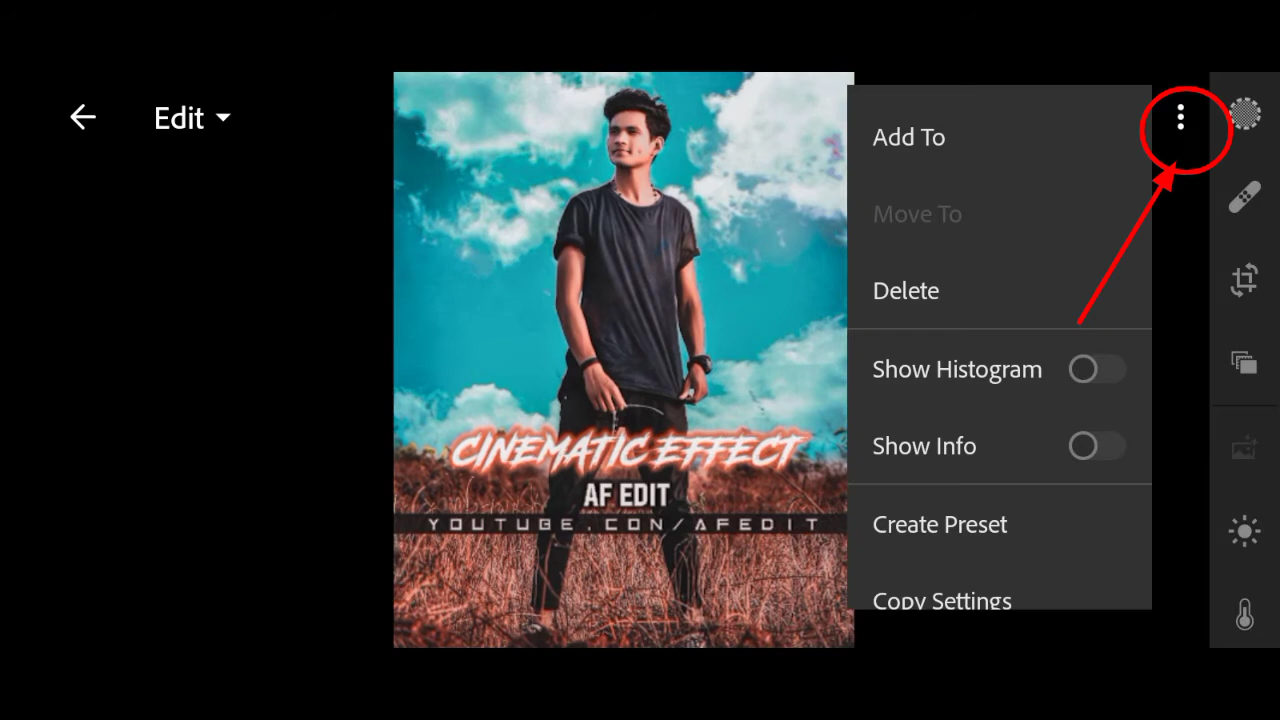 Edit
Add To
Move To
Delete
Show Histogram
Show Info
Create Preset
Copy Settings
CINEMATIC EFFECT
AF EDIT
YOUTUBE.CON/AFEDIT